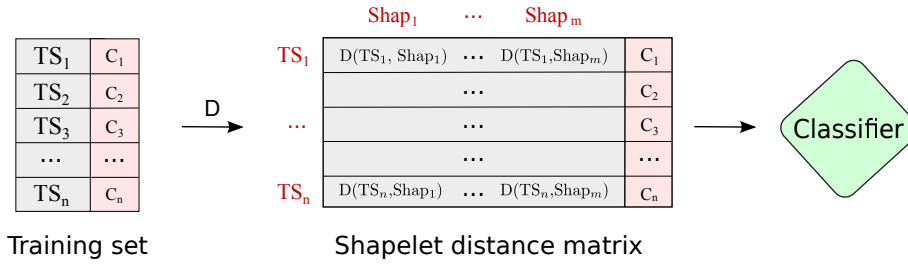 Shap₁ ... Shapₘ
TS₁ C₁
TS₂ C₂
TS₃ C₃
... ...
TSₙ Cₙ
D
TS₁ D(TS₁, Shap₁) ... D(TS₁,Shapₘ) C₁
... C₂
... ... C₃
... ...
TSₙ D(TSₙ,Shap₁) ... D(TSₙ,Shapₘ) Cₙ
Classifier
Training set
Shapelet distance matrix